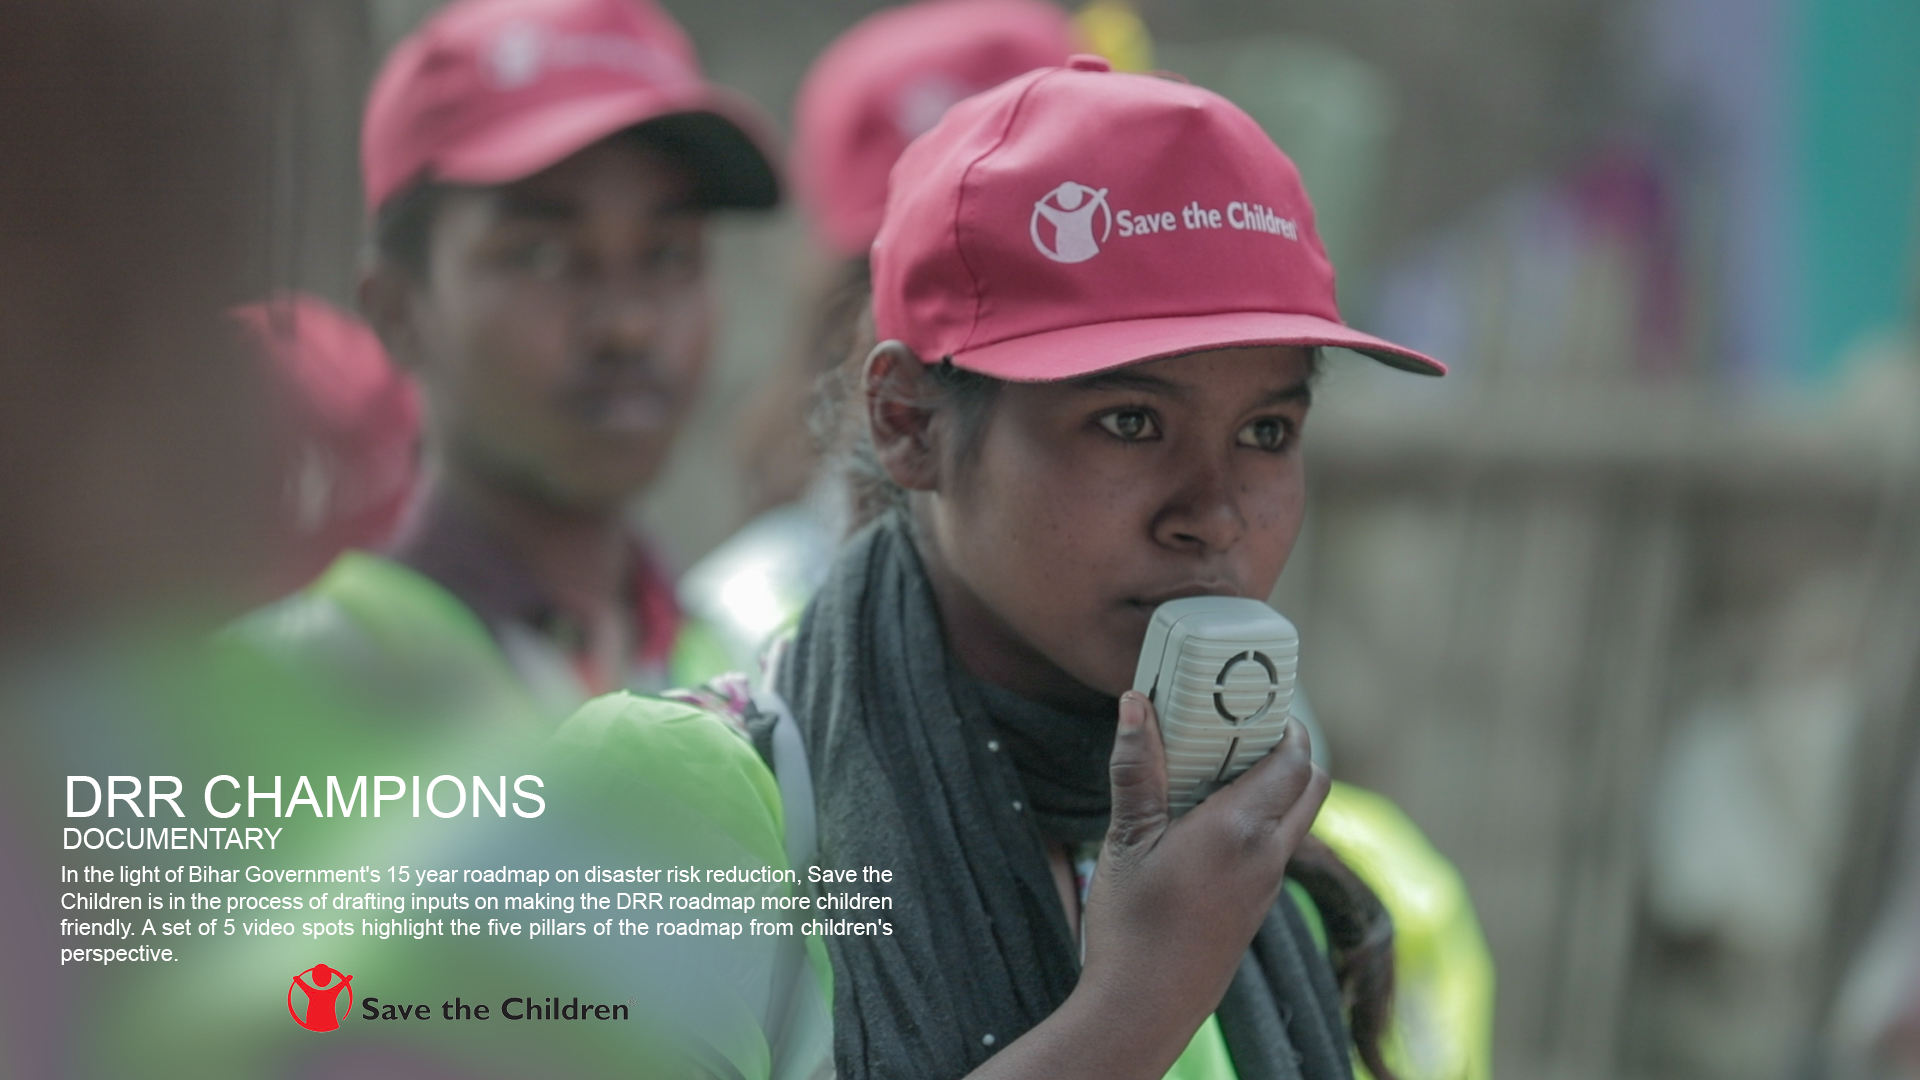 Save the Children
DRR CHAMPIONS
DOCUMENTARY
In the light of Bihar Government's 15 year roadmap on disaster risk reduction, Save the
Children is in the process of drafting inputs on making the DRR roadmap more children
friendly. A set of 5 video spots highlight the five pillars of the roadmap from children's
perspective.
Save the Children